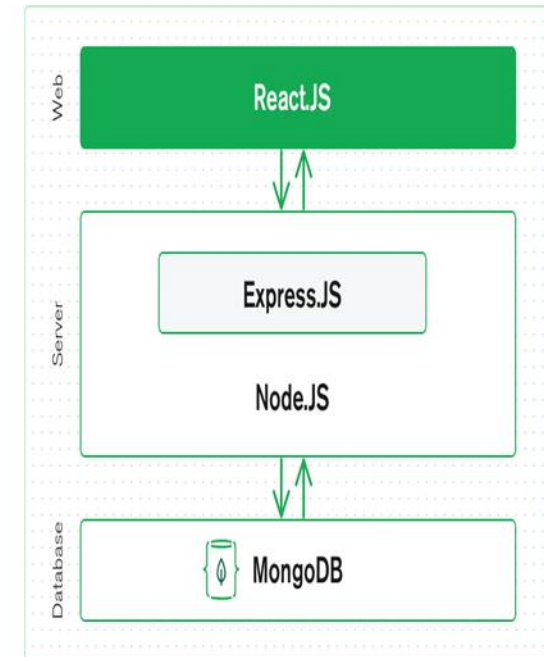 Web
React.JS
Server
Express.JS
Node.JS
Database
MongoDB